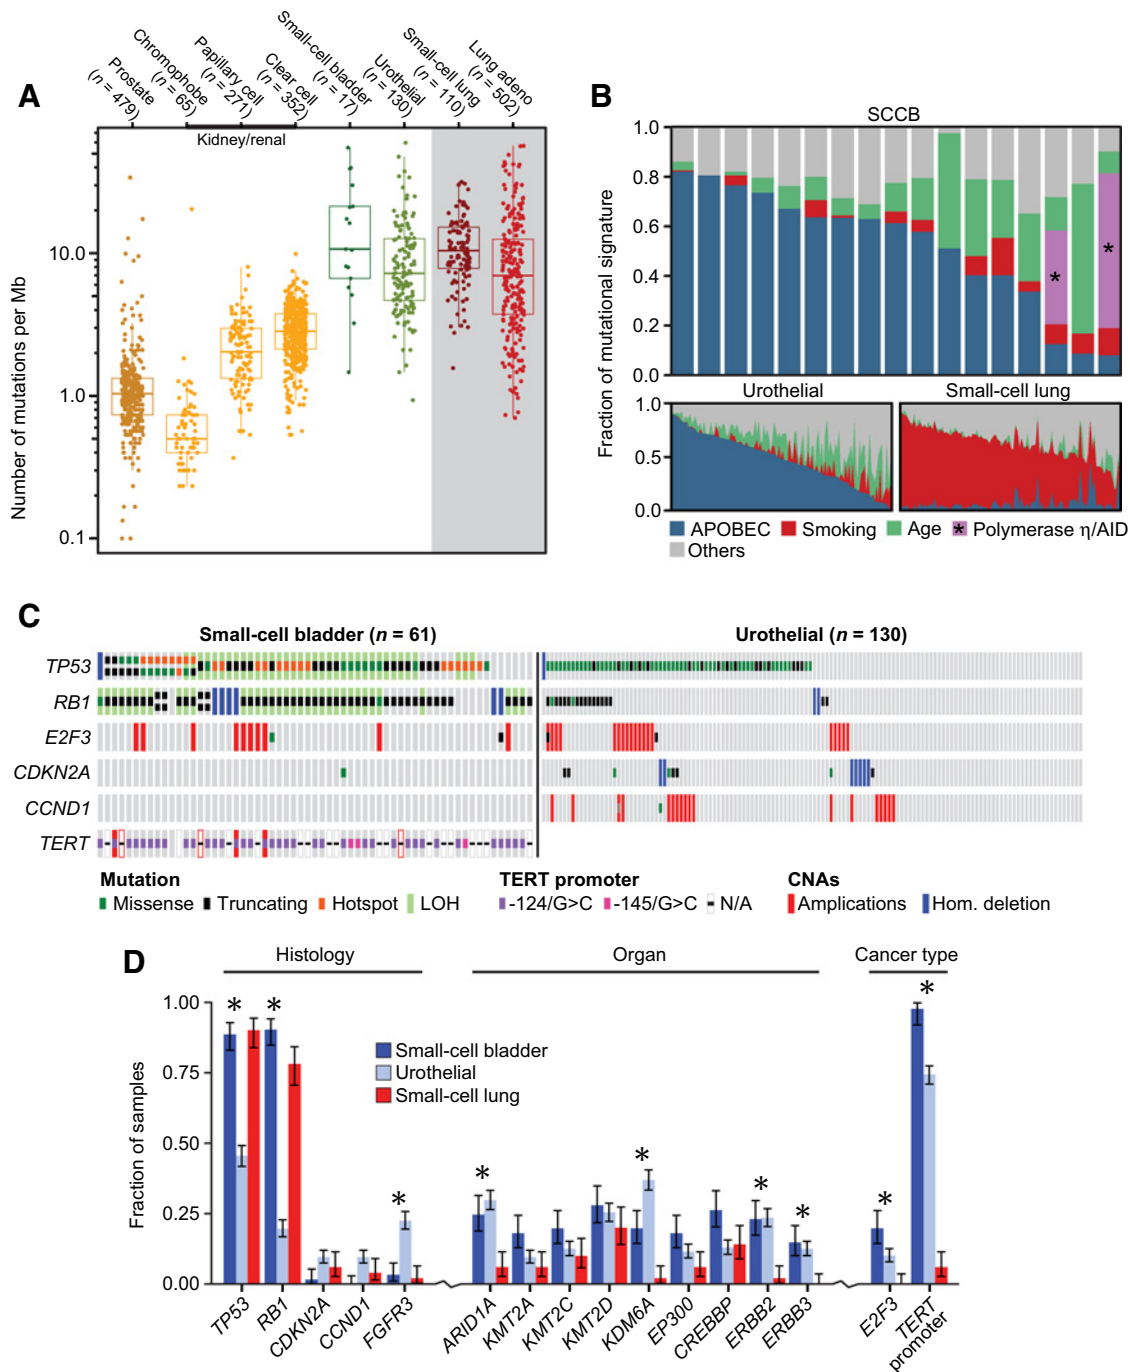 A
Prostate
(n = 479)
Chromophobe
(n = 65)
Papillary cell
(n = 271)
Clear cell
(n = 352)
Small-cell bladder
(n = 17)
Urothelial
(n = 130)
Small-cell lung
(n = 110)
Lung adeno
(n = 502)
Kidney/renal
Number of mutations per Mb
10.0
1.0
0.1
B
SCCB
Fraction of mutational signature
1.0
0.8
0.6
0.4
0.2
0.0
*
*
Urothelial
Small-cell lung
1.0
0.5
0.0
APOBEC
Smoking
Age
* Polymerase η/AID
Others
C
Small-cell bladder (n = 61)
Urothelial (n = 130)
TP53
RB1
E2F3
CDKN2A
CCND1
TERT
Mutation
Missense
Truncating
Hotspot
LOH
TERT promoter
-124/G>C
-145/G>C
N/A
CNAs
Amplications
Hom. deletion
D
Histology
Organ
Cancer type
Fraction of samples
1.00
0.75
0.50
0.25
0.00
Small-cell bladder
Urothelial
Small-cell lung
* * * * * * * * *
TP53
RB1
CDKN2A
CCND1
FGFR3
ARID1A
KMT2A
KMT2C
KMT2D
KDM6A
EP300
CREBBP
ERBB2
ERBB3
E2F3
TERT
promoter